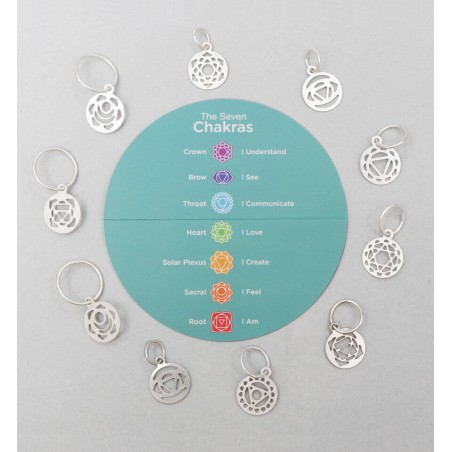 The Seven
Chakras
Crown I Understand
Brow I See
Throat I Communicate
Heart I Love
Solar Plexus I Create
Sacral I Feel
Root I Am